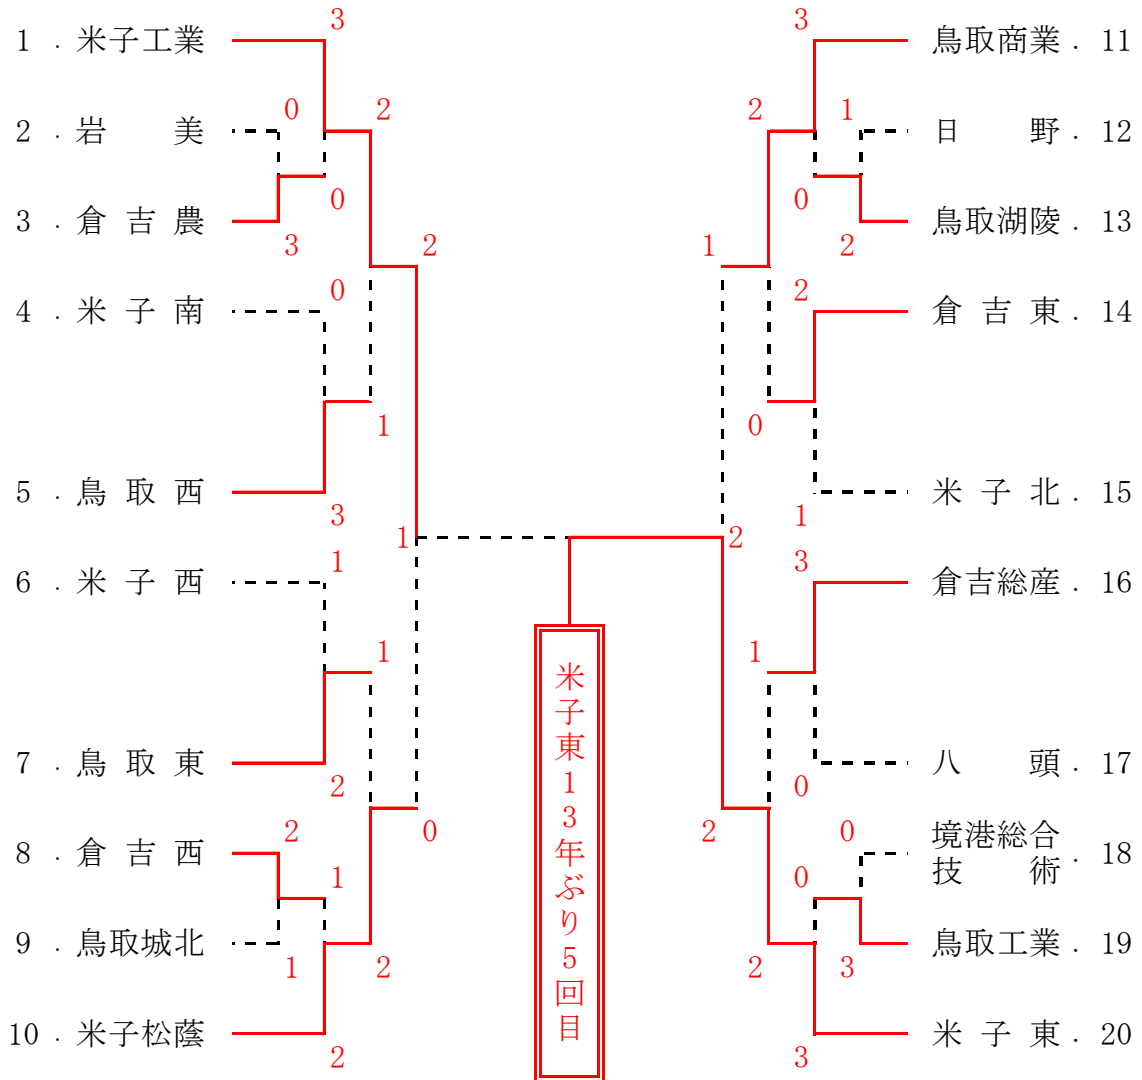 3
1 . 米子工業
0
2
2 . 岩 美
0
3 . 倉 吉 農
3
2
0
4 . 米 子 南
1
5 . 鳥 取 西
3
1
1
6 . 米 子 西
1
7 . 鳥 取 東
2
2
0
8 . 倉 吉 西
1
9 . 鳥取城北
1
2
10 . 米子松蔭
2
米子東13年ぶり5回目
3
鳥取商業 . 11
2
1
日 野 . 12
0
鳥取湖陵 . 13
1
2
2
倉 吉 東 . 14
0
米 子 北 . 15
1
2
3
倉吉総産 . 16
1
八 頭 . 17
0
2
0
境港総合
技 術 . 18
0
鳥取工業 . 19
2
3
米 子 東 . 20
3